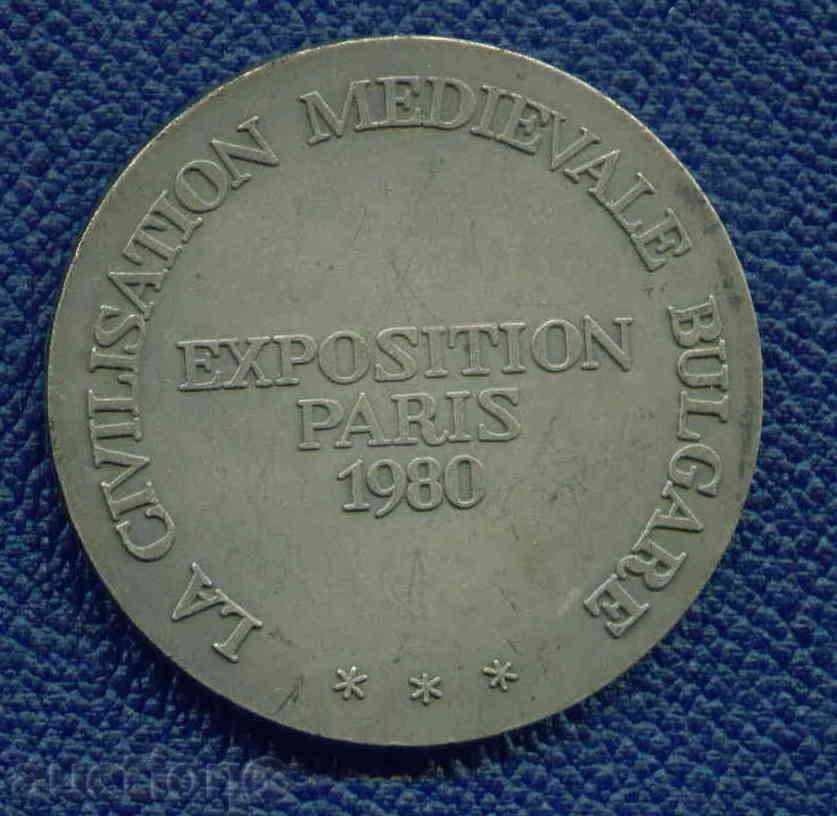 LA CIVILISATION MEDIEVALE BULGARE
EXPOSITION
PARIS
1980
* * *